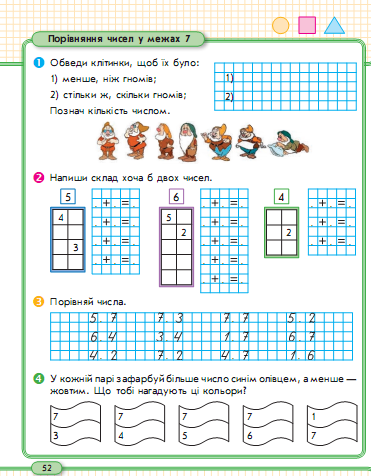 Порівняння чисел у межах 7
1 Обведи клітинки, щоб їх було:
1) менше, ніж гномів;
2) стільки ж, скільки гномів;
Познач кількість числом.
1)
2)
2 Напиши склад хоча б двох чисел.
5 6 4
4 + = 5 + = + =
+ = 2 + = 2 + =
3 + = + = + =
+ = + =
+ =
3 Порівняй числа.
5 7 7 3 7 7 5 2
6 4 3 4 1 7 6 7
4 2 7 2 4 7 1 6
4 У кожній парі зафарбуй більше число синім олівцем, а менше —
жовтим. Що тобі нагадують ці кольори?
7 7 7 7 1
3 4 5 6 7
52